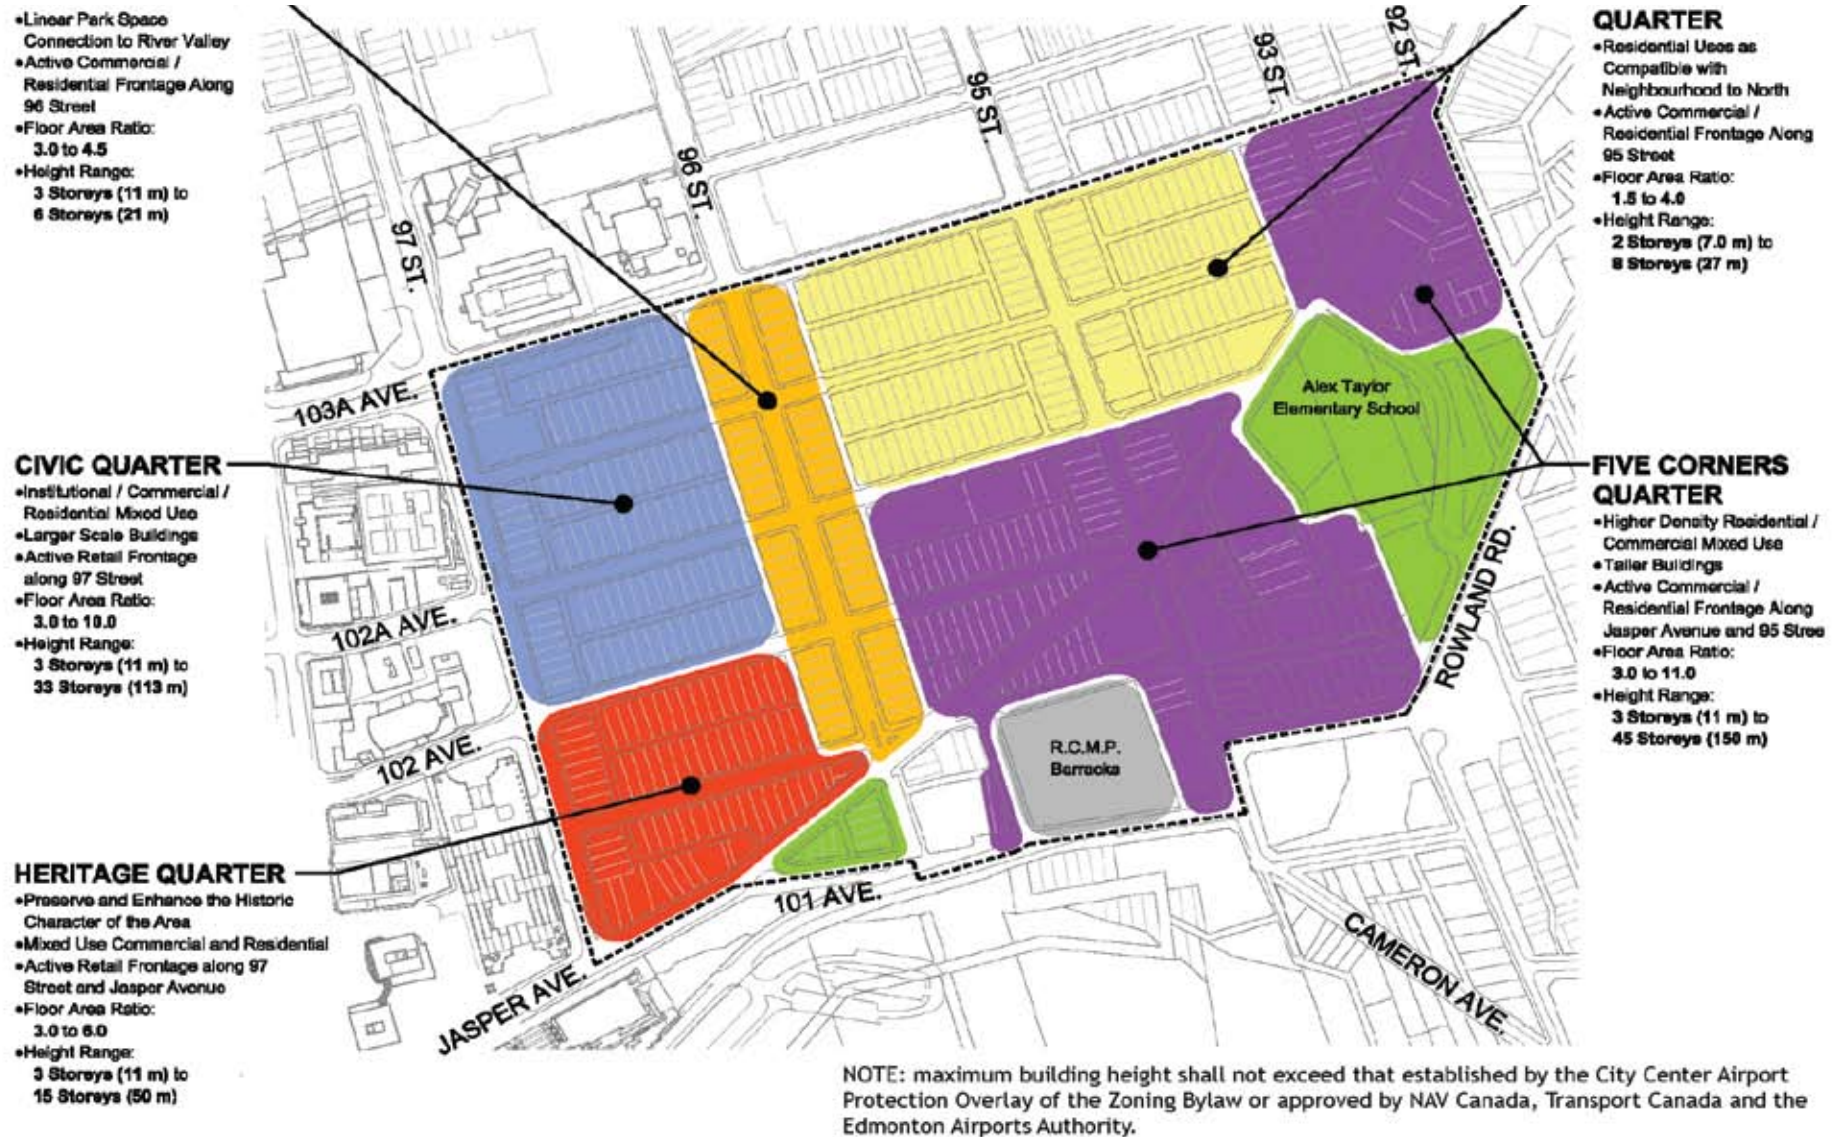 •Linear Park Space
Connection to River Valley
•Active Commercial /
Residential Frontage Along
96 Street
•Floor Area Ratio:
3.0 to 4.5
•Height Range:
3 Storeys (11 m) to
6 Storeys (21 m)
CIVIC QUARTER
•Institutional / Commercial /
Residential Mixed Use
•Larger Scale Buildings
•Active Retail Frontage
along 97 Street
•Floor Area Ratio:
3.0 to 10.0
•Height Range:
3 Storeys (11 m) to
33 Storeys (113 m)
HERITAGE QUARTER
•Preserve and Enhance the Historic
Character of the Area
•Mixed Use Commercial and Residential
•Active Retail Frontage along 97
Street and Jasper Avenue
•Floor Area Ratio:
3.0 to 6.0
•Height Range:
3 Storeys (11 m) to
15 Storeys (50 m)
97 ST.
96 ST.
95 ST.
93 ST.
92 ST.
103A AVE.
102A AVE.
102 AVE.
JASPER AVE.
101 AVE.
CAMERON AVE.
ROWLAND RD.
Alex Taylor
Elementary School
R.C.M.P.
Barracks
QUARTER
•Residential Uses as
Compatible with
Neighbourhood to North
•Active Commercial /
Residential Frontage Along
95 Street
•Floor Area Ratio:
1.5 to 4.0
•Height Range:
2 Storeys (7.0 m) to
8 Storeys (27 m)
FIVE CORNERS
QUARTER
•Higher Density Residential /
Commercial Mixed Use
•Taller Buildings
•Active Commercial /
Residential Frontage Along
Jasper Avenue and 95 Stree
•Floor Area Ratio:
3.0 to 11.0
•Height Range:
3 Storeys (11 m) to
45 Storeys (150 m)
NOTE: maximum building height shall not exceed that established by the City Center Airport
Protection Overlay of the Zoning Bylaw or approved by NAV Canada, Transport Canada and the
Edmonton Airports Authority.